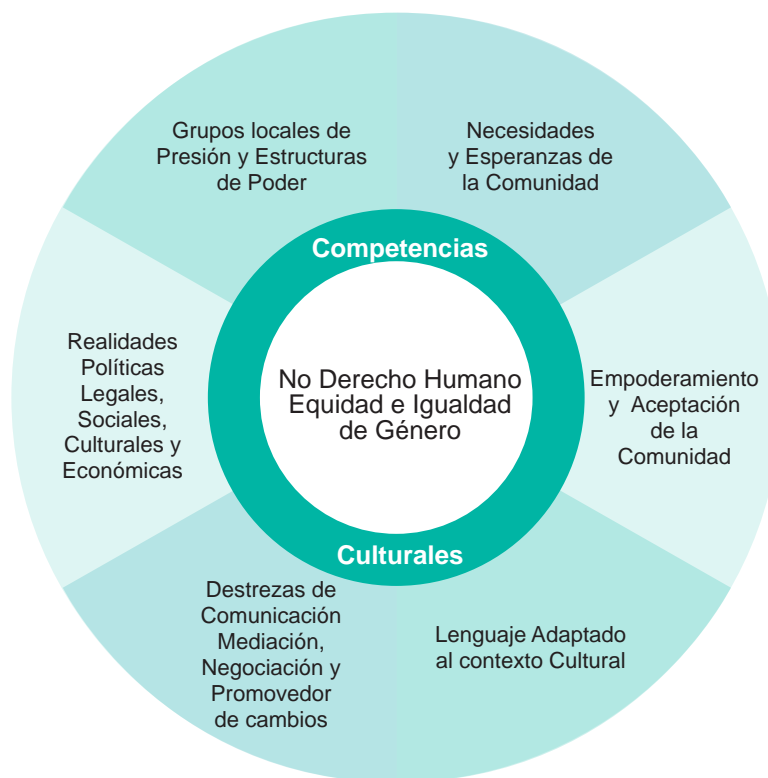 Grupos locales de
Presión y Estructuras
de Poder
Necesidades
y Esperanzas de
la Comunidad
Competencias
Realidades
Políticas
Legales,
Sociales,
Culturales y
Económicas
No Derecho Humano
Equidad e Igualdad
de Género
Empoderamiento
y Aceptación
de la
Comunidad
Culturales
Destrezas de
Comunicación
Mediación,
Negociación y
Promovedor
de cambios
Lenguaje Adaptado
al contexto Cultural